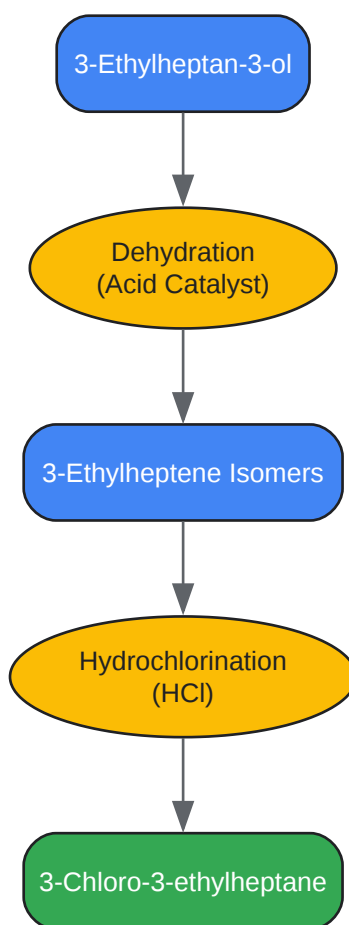 3-Ethylheptan-3-ol
Dehydration
(Acid Catalyst)
3-Ethylheptene Isomers
Hydrochlorination
(HCl)
3-Chloro-3-ethylheptane